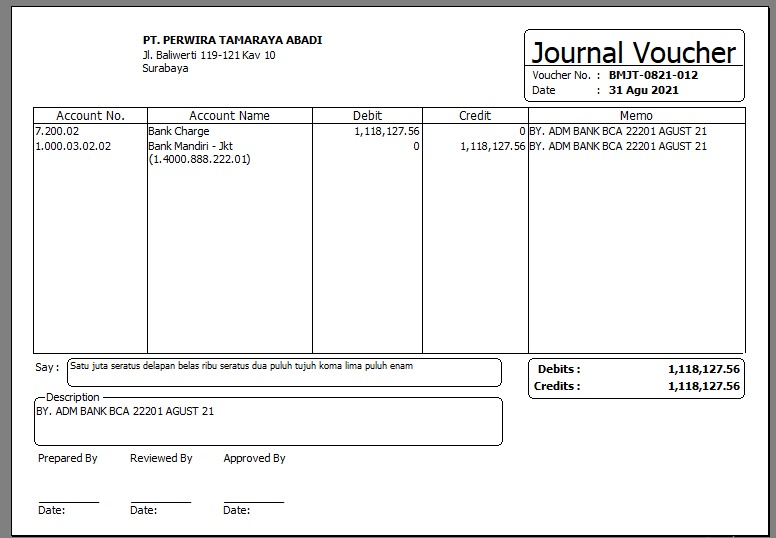 PT. PERWIRA TAMARAYA ABADI
Jl. Baliwerti 119-121 Kav 10
Surabaya
Journal Voucher
Voucher No. : BMJT-0821-012
Date : 31 Agu 2021
Account No. Account Name Debit Credit Memo
7.200.02 Bank Charge 1,118,127.56 0 BY. ADM BANK BCA 22201 AGUST 21
1.000.03.02.02 Bank Mandiri - Jkt 0 1,118,127.56 BY. ADM BANK BCA 22201 AGUST 21
(1.4000.888.222.01)
Say : Satu juta seratus delapan belas ribu seratus dua puluh tujuh koma lima puluh enam
Debits : 1,118,127.56
Credits : 1,118,127.56
Description
BY. ADM BANK BCA 22201 AGUST 21
Prepared By Reviewed By Approved By
Date: Date: Date: